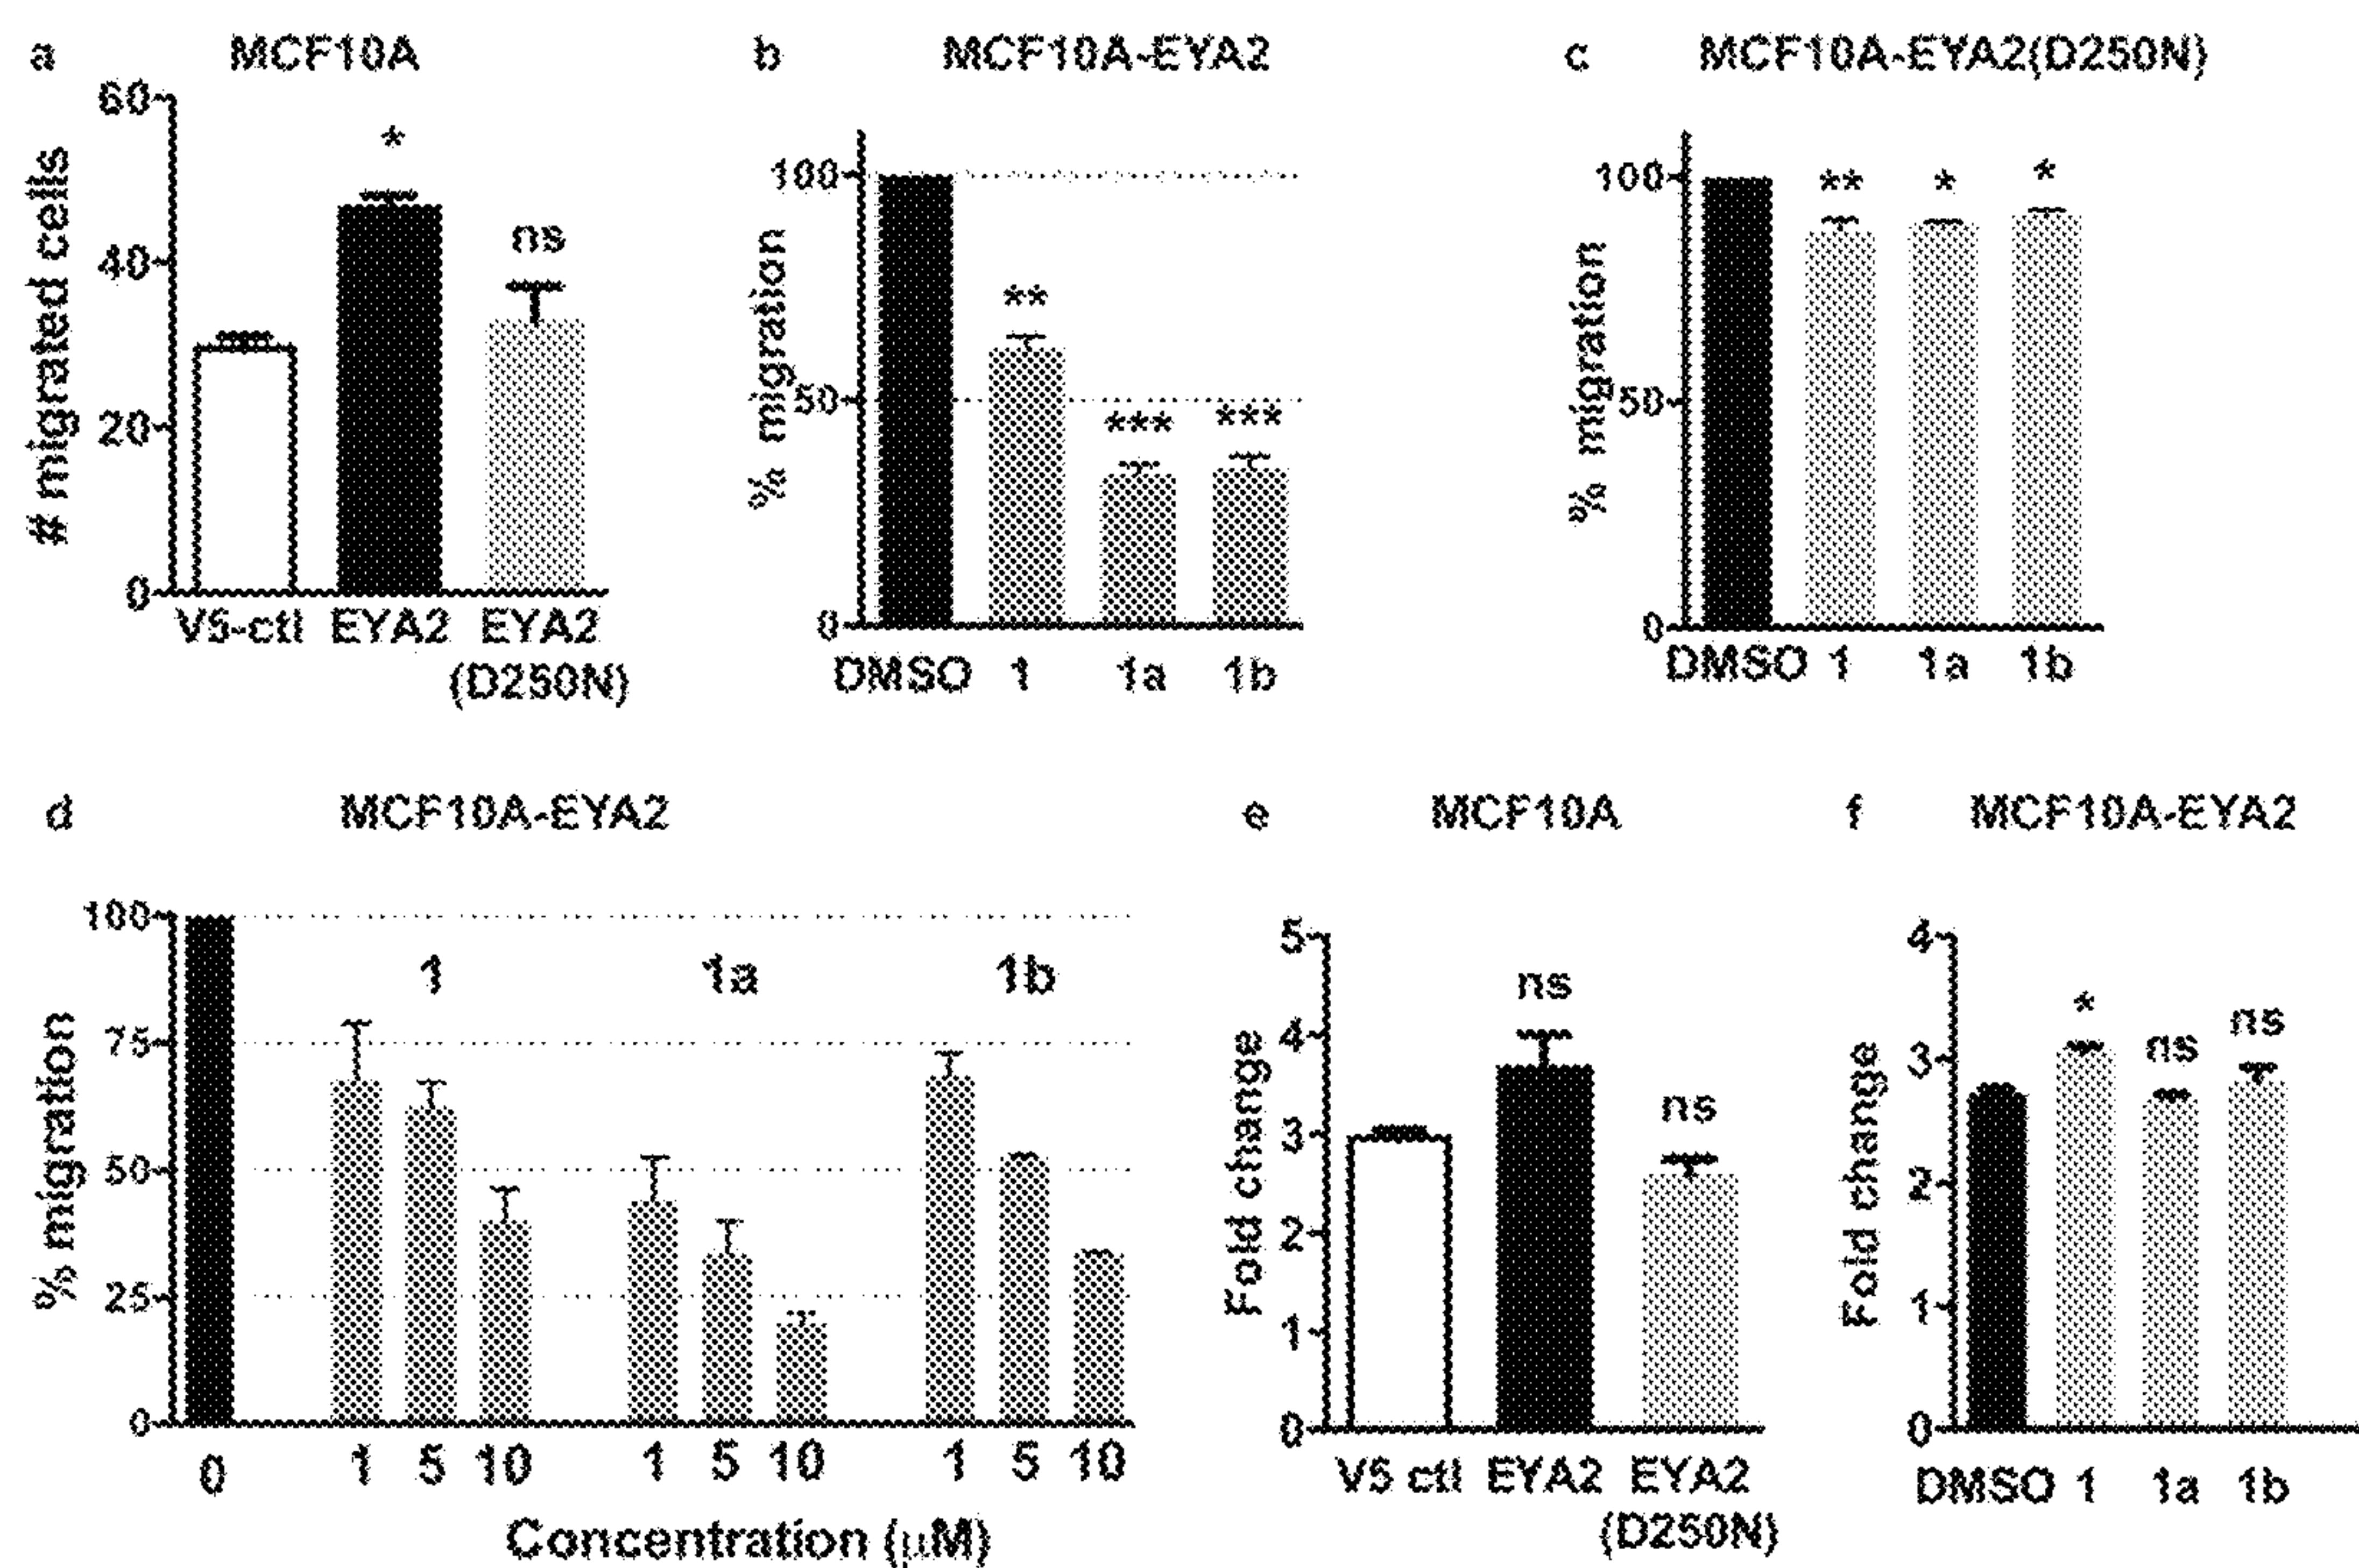 a MCF10A
# migrated cells
60
40
20
0
*
ns
V5-ctl EYA2 EYA2
(D250N)
b MCF10A-EYA2
% migration
100
50
0
**
***
***
DMSO 1 1a 1b
c MCF10A-EYA2(D250N)
% migration
100
50
0
**
*
*
DMSO 1 1a 1b
d MCF10A-EYA2
% migration
100
75
50
25
0
1 1a 1b
0 1 5 10 1 5 10 1 5 10
Concentration (μM)
e MCF10A
Fold change
5
4
3
2
1
0
ns
ns
V5 ctl EYA2 EYA2
(D250N)
f MCF10A-EYA2
Fold change
4
3
2
1
0
*
ns
ns
DMSO 1 1a 1b